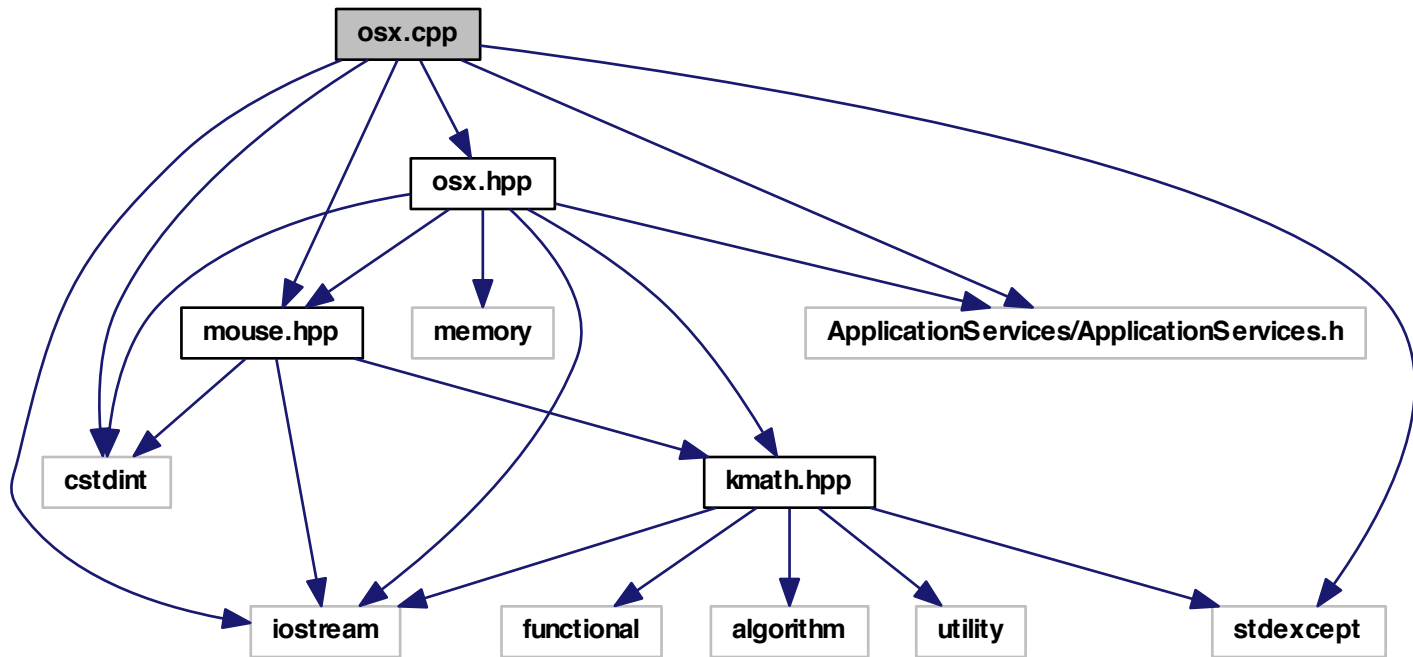 osx.cpp
osx.hpp
mouse.hpp
memory
ApplicationServices/ApplicationServices.h
cstdint
kmath.hpp
iostream
functional
algorithm
utility
stdexcept